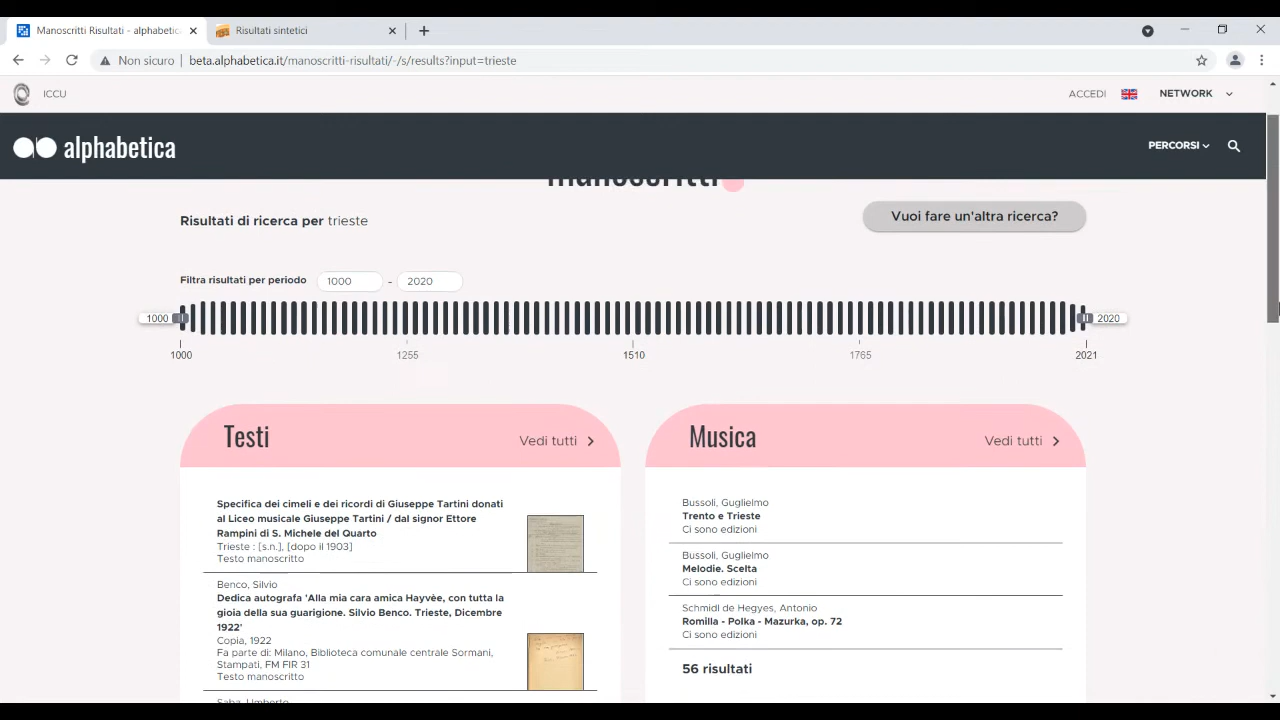 Manoscritti Risultati - alphabetic
Risultati sintetici
Non sicuro
beta.alphabetica.it/manoscritti-risultati/-/s/results?input=trieste
ICCU
ACCEDI
NETWORK
alphabetica
PERCORSI
manoscritti
Risultati di ricerca per trieste
Vuoi fare un'altra ricerca?
Filtra risultati per periodo
1000 - 2020
1000
2020
1000
1255
1510
1765
2021
Testi
Vedi tutti
Specifica dei cimeli e dei ricordi di Giuseppe Tartini donati
al Liceo musicale Giuseppe Tartini / dal signor Ettore
Rampini di S. Michele del Quarto
Trieste : [s.n.], [dopo il 1903]
Testo manoscritto
Benco, Silvio
Dedica autografa 'Alla mia cara amica Hayvèe, con tutta la
gioia della sua guarigione. Silvio Benco. Trieste, Dicembre
1922'
Copia, 1922
Fa parte di: Milano, Biblioteca comunale centrale Sormani,
Stampati, FM FIR 31
Testo manoscritto
Saba, Umberto
Musica
Vedi tutti
Bussoli, Guglielmo
Trento e Trieste
Ci sono edizioni
Bussoli, Guglielmo
Melodie. Scelta
Ci sono edizioni
Schmidl de Hegyes, Antonio
Romilla - Polka - Mazurka, op. 72
Ci sono edizioni
56 risultati